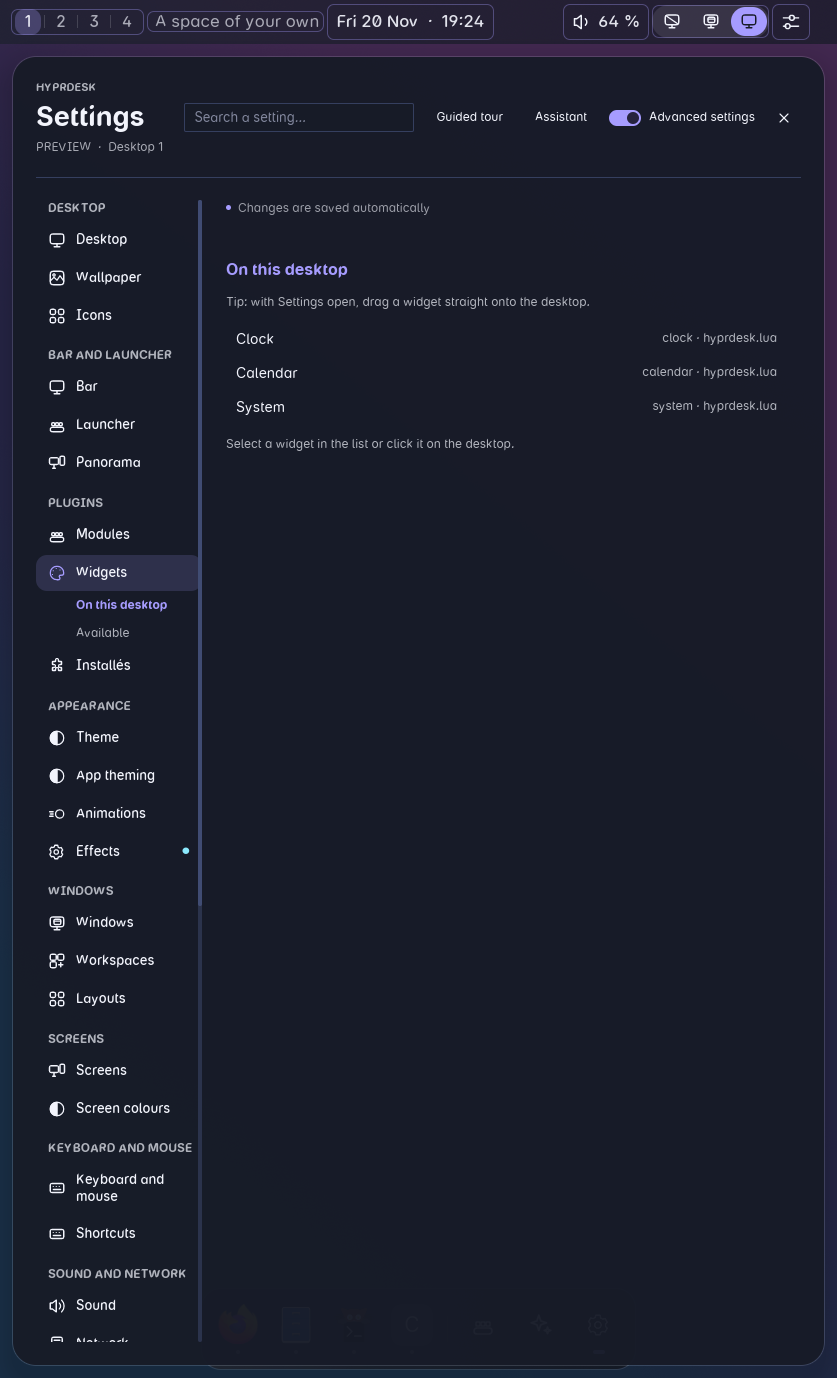 1 2 3 4 A space of your own Fri 20 Nov · 19:24 64 %
HYPRDESK
Settings
Search a setting... Guided tour Assistant Advanced settings
PREVIEW · Desktop 1
DESKTOP
Desktop
Wallpaper
Icons
BAR AND LAUNCHER
Bar
Launcher
Panorama
PLUGINS
Modules
Widgets
On this desktop
Available
Installés
APPEARANCE
Theme
App theming
Animations
Effects
WINDOWS
Windows
Workspaces
Layouts
SCREENS
Screens
Screen colours
KEYBOARD AND MOUSE
Keyboard and
mouse
Shortcuts
SOUND AND NETWORK
Sound
Network
Changes are saved automatically
On this desktop
Tip: with Settings open, drag a widget straight onto the desktop.
Clock clock · hyprdesk.lua
Calendar calendar · hyprdesk.lua
System system · hyprdesk.lua
Select a widget in the list or click it on the desktop.